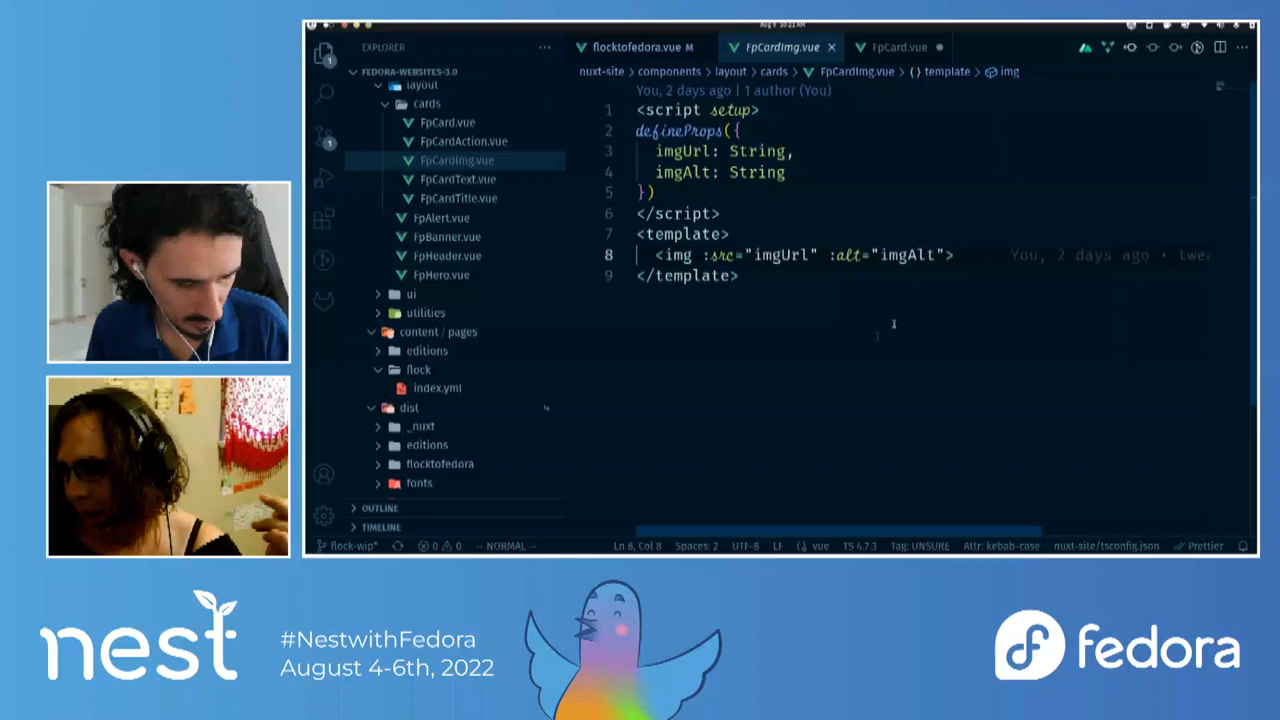 EXPLORER
FEDORA-WEBSITES-3.0
layout
cards
FpCard.vue
FpCardAction.vue
FpCardImg.vue
FpCardText.vue
FpCardTitle.vue
FpAlert.vue
FpBanner.vue
FpHeader.vue
FpHero.vue
ui
utilities
content / pages
editions
flock
index.yml
dist
_nuxt
editions
flocktofedora
fonts
OUTLINE
TIMELINE
flocktofedora.vue M
FpCardImg.vue
FpCard.vue
nuxt-site > components > layout > cards > FpCardImg.vue > {} template > img
You, 2 days ago | 1 author (You)
1 <script setup>
2 defineProps({
3 imgUrl: String,
4 imgAlt: String
5 })
6 </script>
7 <template>
8 <img :src="imgUrl" :alt="imgAlt"> You, 2 days ago •
9 </template>
flock-wip* 0 0 -- NORMAL -- Ln 8, Col 8 Spaces: 2 UTF-8 LF {} vue TS 4.7.3 Tag: UNSURE Attr: kebab-case nuxt-site/tsconfig.json Prettier
nest
#NestwithFedora
August 4-6th, 2022
fedora